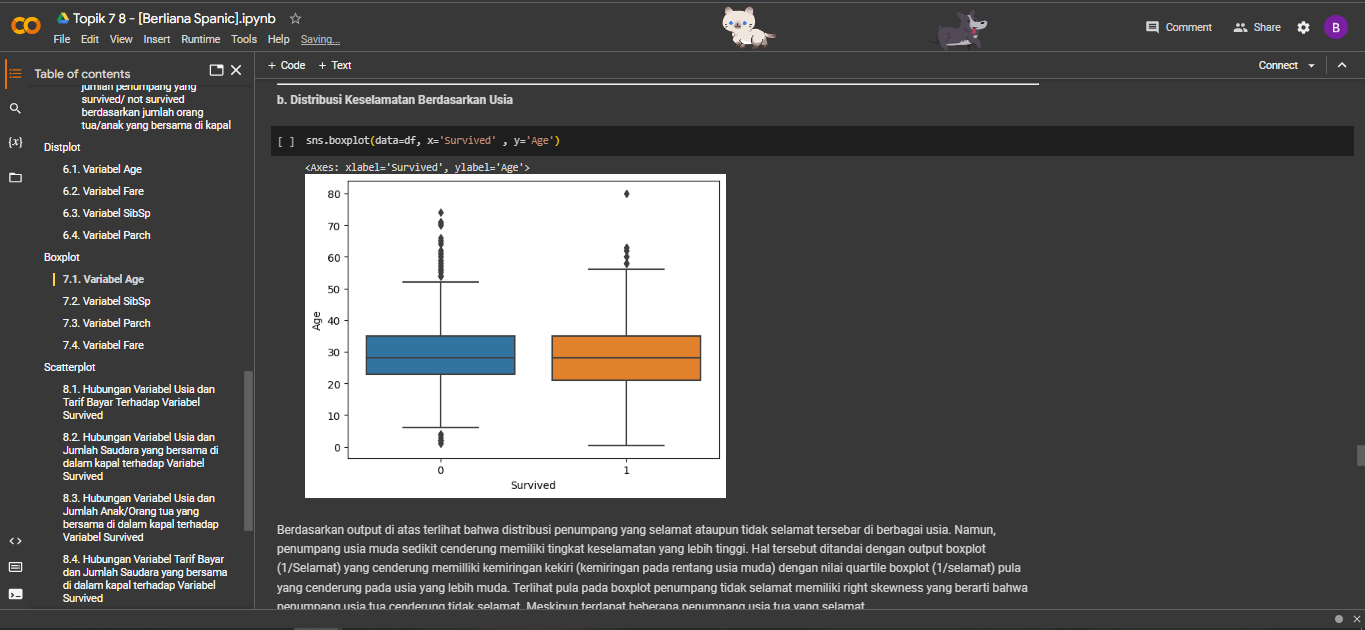 Topik 7 8 - [Berliana Spanic].ipynb
File Edit View Insert Runtime Tools Help Saving...
Comment Share B
Table of contents
+ Code + Text
Connect
jumlah penumpang yang
survived/ not survived
berdasarkan jumlah orang
tua/anak yang bersama di kapal
Distplot
6.1. Variabel Age
6.2. Variabel Fare
6.3. Variabel SibSp
6.4. Variabel Parch
Boxplot
7.1. Variabel Age
7.2. Variabel SibSp
7.3. Variabel Parch
7.4. Variabel Fare
Scatterplot
8.1. Hubungan Variabel Usia dan
Tarif Bayar Terhadap Variabel
Survived
8.2. Hubungan Variabel Usia dan
Jumlah Saudara yang bersama di
dalam kapal terhadap Variabel
Survived
8.3. Hubungan Variabel Usia dan
Jumlah Anak/Orang tua yang
bersama di dalam kapal terhadap
Variabel Survived
8.4. Hubungan Variabel Tarif Bayar
dan Jumlah Saudara yang bersama
di dalam kapal terhadap Variabel
Survived
b. Distribusi Keselamatan Berdasarkan Usia
[ ] sns.boxplot(data=df, x='Survived' , y='Age')
<Axes: xlabel='Survived', ylabel='Age'>
80
70
60
50
40
30
20
10
0
Age
0 1
Survived
Berdasarkan output di atas terlihat bahwa distribusi penumpang yang selamat ataupun tidak selamat tersebar di berbagai usia. Namun,
penumpang usia muda sedikit cenderung memiliki tingkat keselamatan yang lebih tinggi. Hal tersebut ditandai dengan output boxplot
(1/Selamat) yang cenderung memilliki kemiringan kekiri (kemiringan pada rentang usia muda) dengan nilai quartile boxplot (1/selamat) pula
yang cenderung pada usia yang lebih muda. Terlihat pula pada boxplot penumpang tidak selamat memiliki right skewness yang berarti bahwa
penumpang usia tua cenderung tidak selamat. Meskipun terdapat beberapa penumpang usia tua yang selamat.